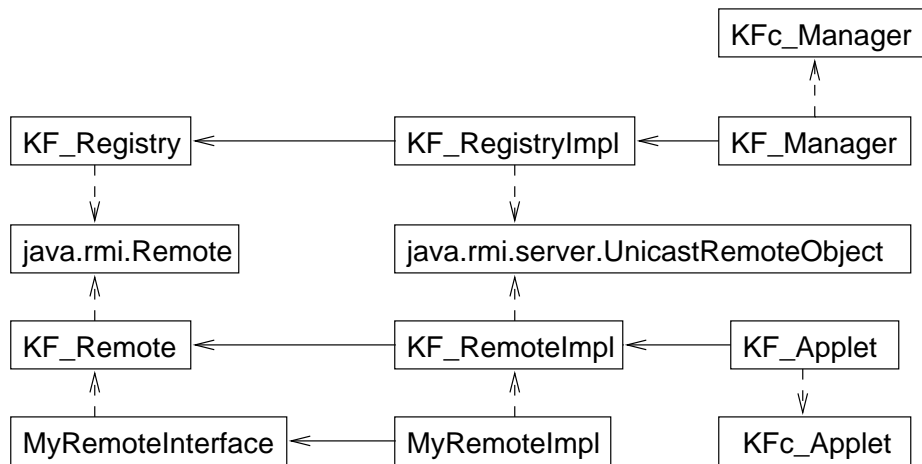 KFc_Manager
KF_Registry
KF_RegistryImpl
KF_Manager
java.rmi.Remote
java.rmi.server.UnicastRemoteObject
KF_Remote
KF_RemoteImpl
KF_Applet
MyRemoteInterface
MyRemoteImpl
KFc_Applet